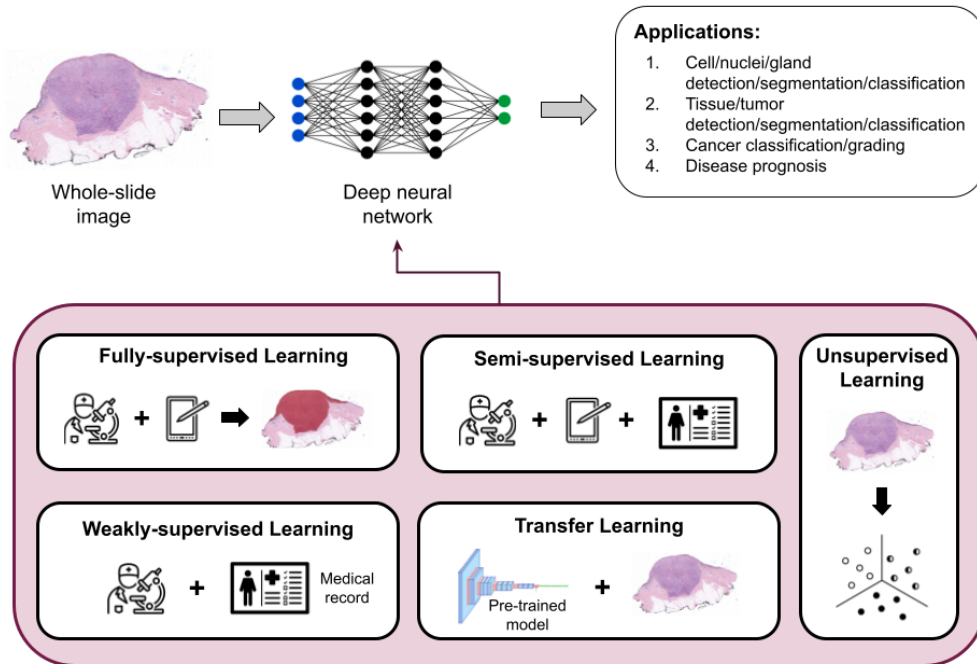 Applications:
1. Cell/nuclei/gland
detection/segmentation/classification
2. Tissue/tumor
detection/segmentation/classification
3. Cancer classification/grading
4. Disease prognosis
Whole-slide
image
Deep neural
network
Fully-supervised Learning
Semi-supervised Learning
Unsupervised
Learning
Weakly-supervised Learning
Medical
record
Transfer Learning
Pre-trained
model